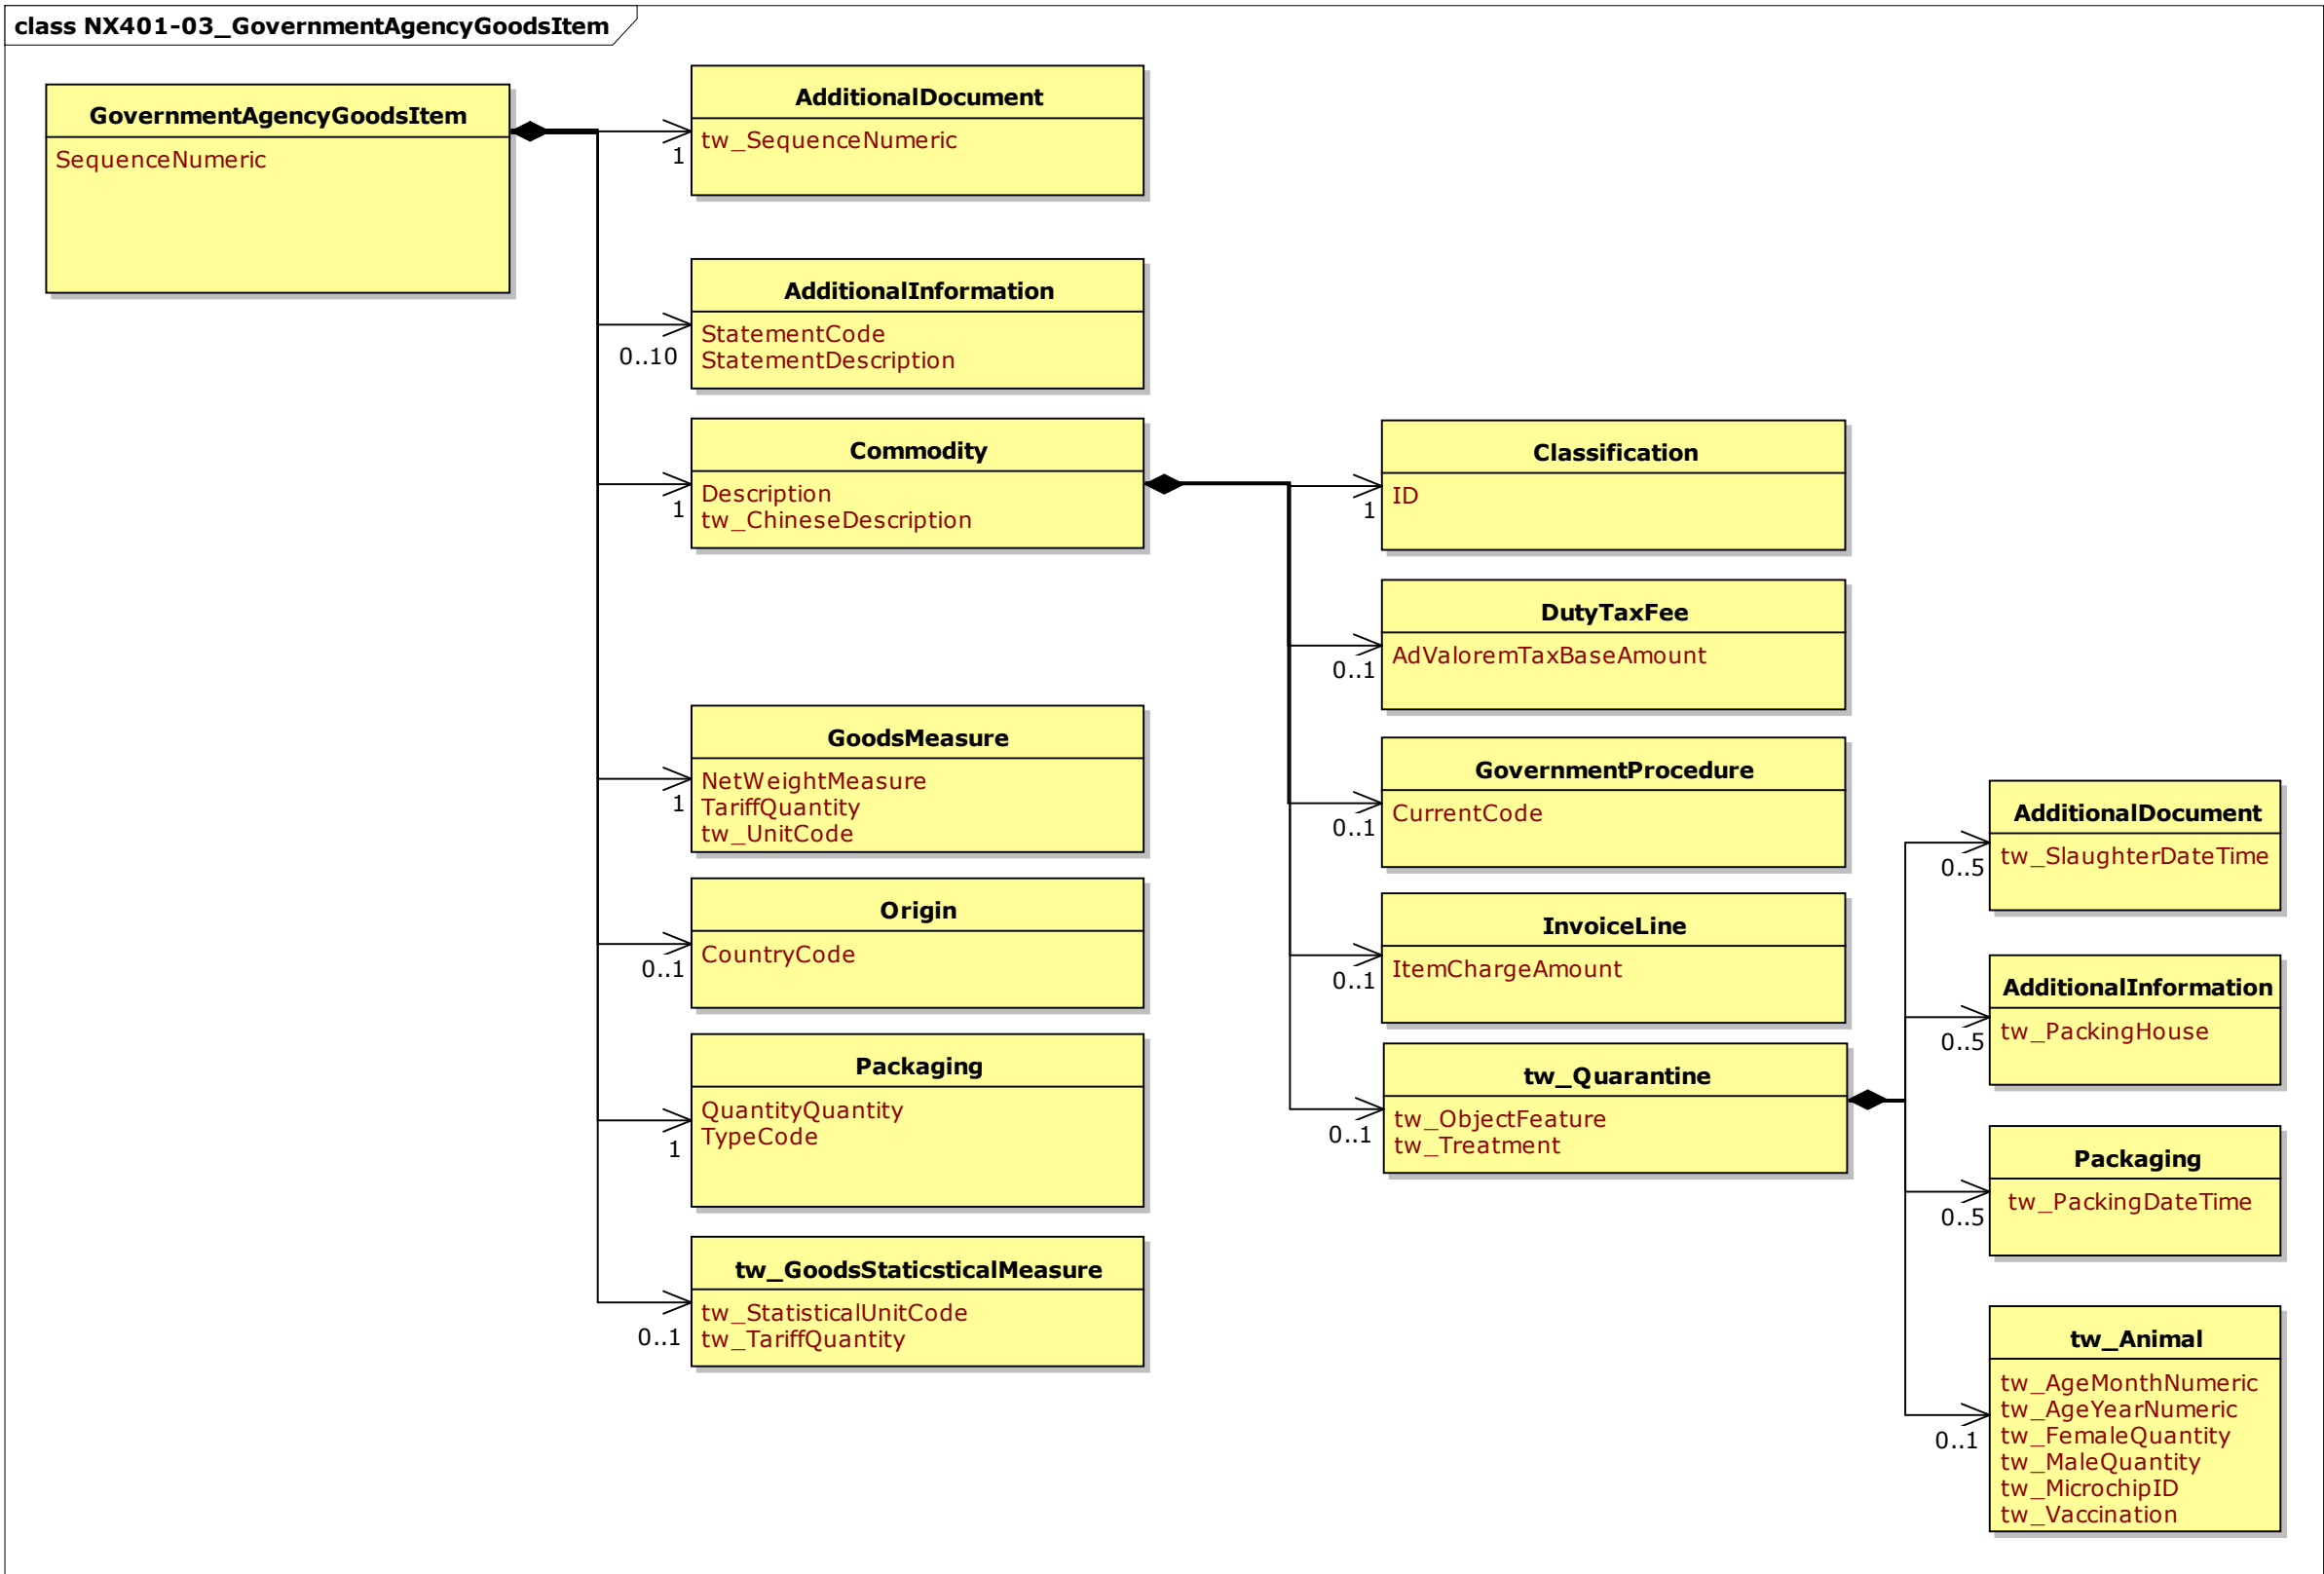 class NX401-03_GovernmentAgencyGoodsItem
GovernmentAgencyGoodsItem
SequenceNumeric
AdditionalDocument
tw_SequenceNumeric
1
AdditionalInformation
StatementCode
StatementDescription
0..10
Commodity
Description
tw_ChineseDescription
1
GoodsMeasure
NetWeightMeasure
TariffQuantity
tw_UnitCode
1
Origin
CountryCode
0..1
Packaging
QuantityQuantity
TypeCode
1
tw_GoodsStaticsticalMeasure
tw_StatisticalUnitCode
tw_TariffQuantity
0..1
Classification
ID
1
DutyTaxFee
AdValoremTaxBaseAmount
0..1
GovernmentProcedure
CurrentCode
0..1
InvoiceLine
ItemChargeAmount
0..1
tw_Quarantine
tw_ObjectFeature
tw_Treatment
0..1
AdditionalDocument
tw_SlaughterDateTime
0..5
AdditionalInformation
tw_PackingHouse
0..5
Packaging
tw_PackingDateTime
0..5
tw_Animal
tw_AgeMonthNumeric
tw_AgeYearNumeric
tw_FemaleQuantity
tw_MaleQuantity
tw_MicrochipID
tw_Vaccination
0..1